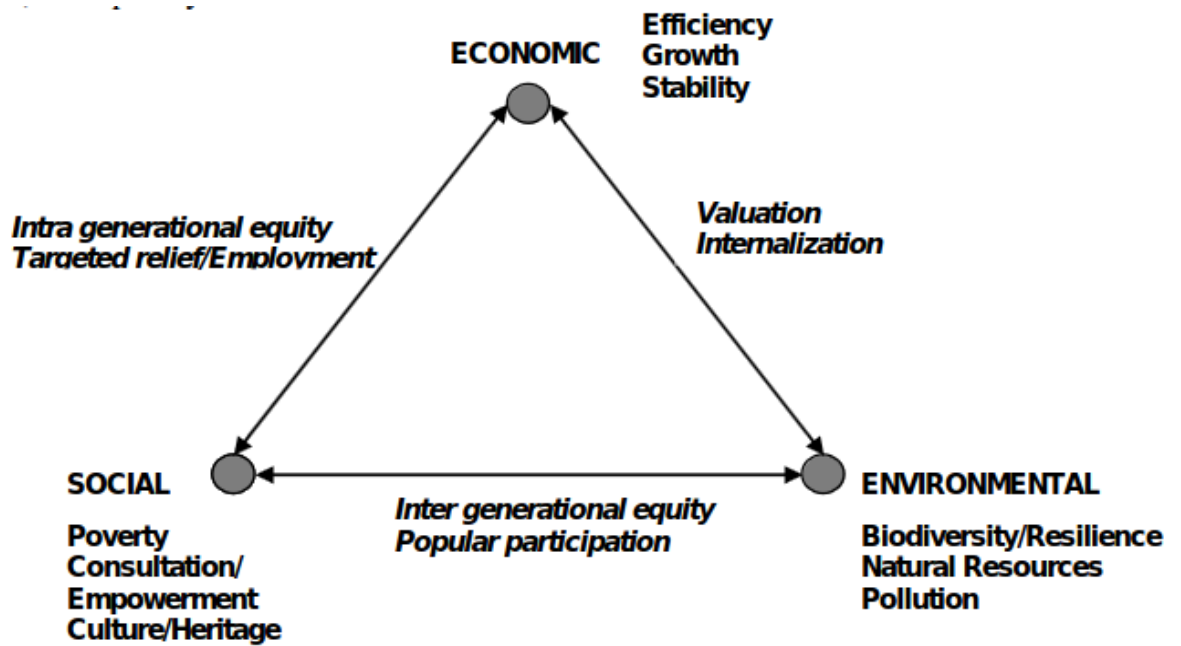 ECONOMIC
Efficiency
Growth
Stability
Intra generational equity
Targeted relief/Employment
Valuation
Internalization
SOCIAL
Poverty
Consultation/
Empowerment
Culture/Heritage
Inter generational equity
Popular participation
ENVIRONMENTAL
Biodiversity/Resilience
Natural Resources
Pollution